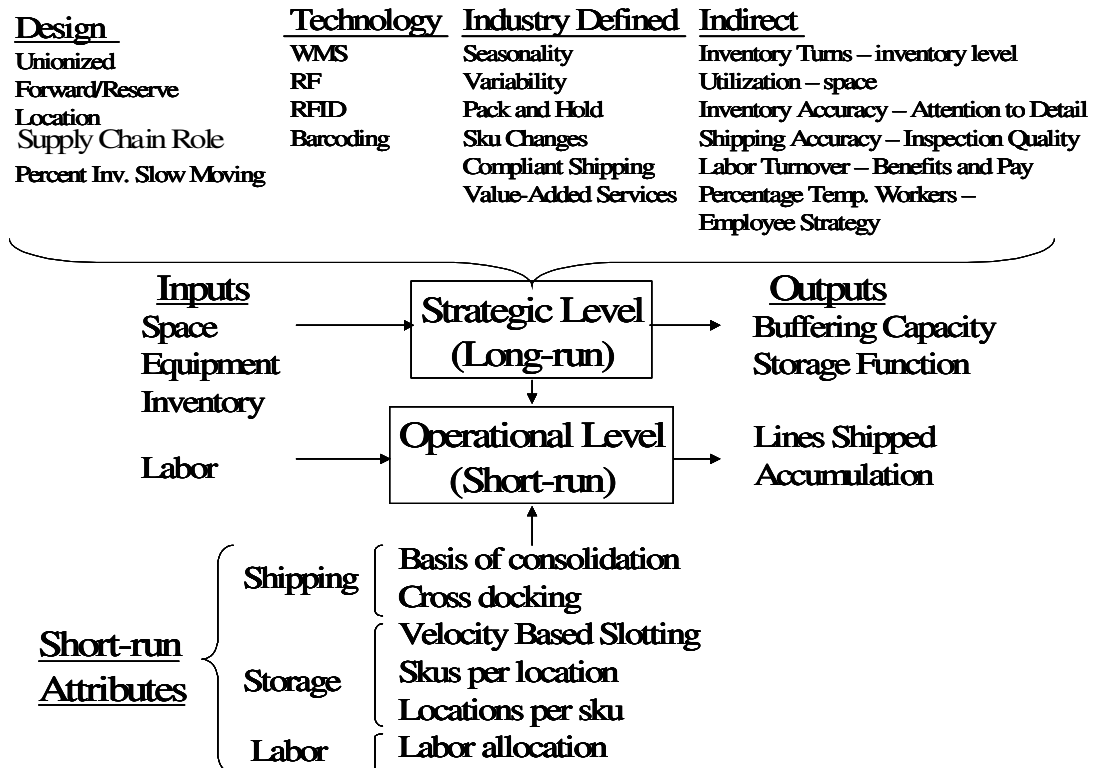 Design
Unionized
Forward/Reserve
Location
Supply Chain Role
Percent Inv. Slow Moving
Technology
WMS
RF
RFID
Barcoding
Industry Defined
Seasonality
Variability
Pack and Hold
Sku Changes
Compliant Shipping
Value-Added Services
Indirect
Inventory Turns – inventory level
Utilization – space
Inventory Accuracy – Attention to Detail
Shipping Accuracy – Inspection Quality
Labor Turnover – Benefits and Pay
Percentage Temp. Workers –
Employee Strategy
Inputs
Space
Equipment
Inventory
Labor
Strategic Level
(Long-run)
Operational Level
(Short-run)
Outputs
Buffering Capacity
Storage Function
Lines Shipped
Accumulation
Short-run
Attributes
Shipping
Basis of consolidation
Cross docking
Storage
Velocity Based Slotting
Skus per location
Locations per sku
Labor
Labor allocation